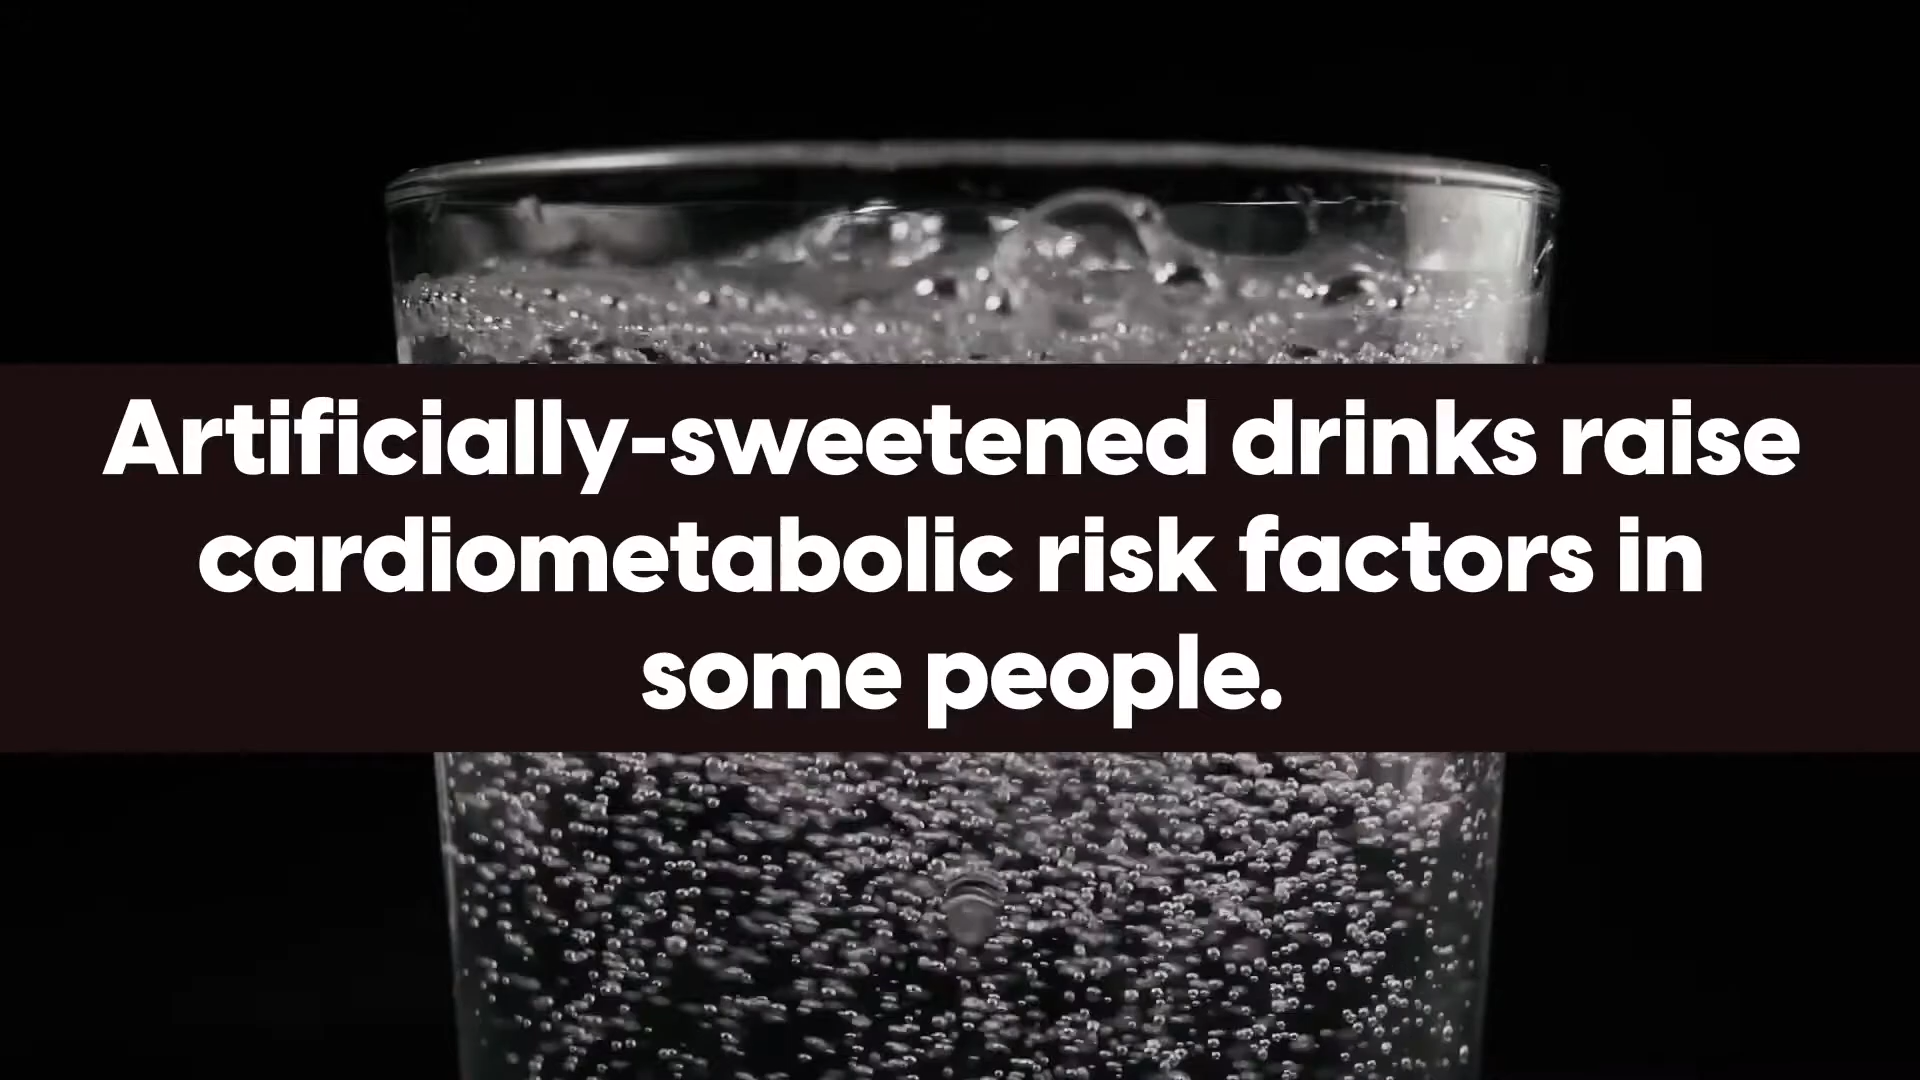 Artificially-sweetened drinks raise
cardiometabolic risk factors in
some people.